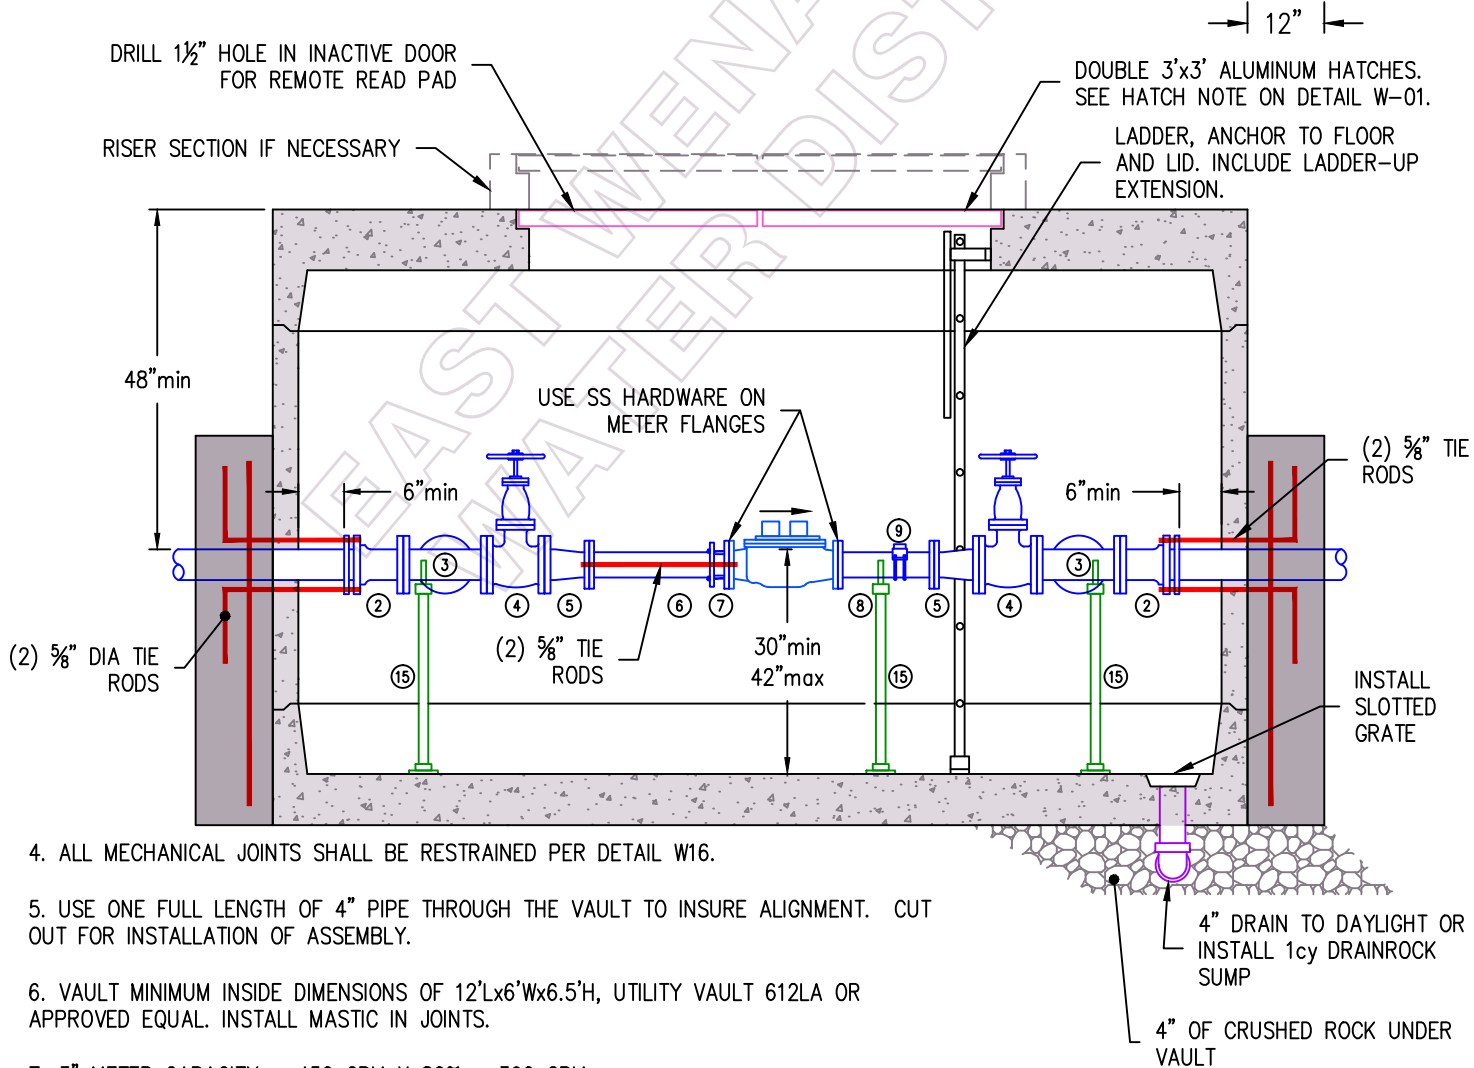 12"
DRILL 1½" HOLE IN INACTIVE DOOR
FOR REMOTE READ PAD
DOUBLE 3'x3' ALUMINUM HATCHES.
SEE HATCH NOTE ON DETAIL W-01.
RISER SECTION IF NECESSARY
LADDER, ANCHOR TO FLOOR
AND LID. INCLUDE LADDER-UP
EXTENSION.
EAST WENA
WATER DIST
48"min
USE SS HARDWARE ON
METER FLANGES
(2) ⅝" TIE
RODS
6"min
6"min
9
3
3
2
4
5
6
7
8
5
4
2
(2) ⅝" DIA TIE
RODS
(2) ⅝" TIE
RODS
30"min
42"max
15
15
15
INSTALL
SLOTTED
GRATE
4. ALL MECHANICAL JOINTS SHALL BE RESTRAINED PER DETAIL W16.
5. USE ONE FULL LENGTH OF 4" PIPE THROUGH THE VAULT TO INSURE ALIGNMENT. CUT
OUT FOR INSTALLATION OF ASSEMBLY.
6. VAULT MINIMUM INSIDE DIMENSIONS OF 12'Lx6'Wx6.5'H, UTILITY VAULT 612LA OR
APPROVED EQUAL. INSTALL MASTIC IN JOINTS.
4" DRAIN TO DAYLIGHT OR
INSTALL 1cy DRAINROCK
SUMP
4" OF CRUSHED ROCK UNDER
VAULT
METER CAPACITY